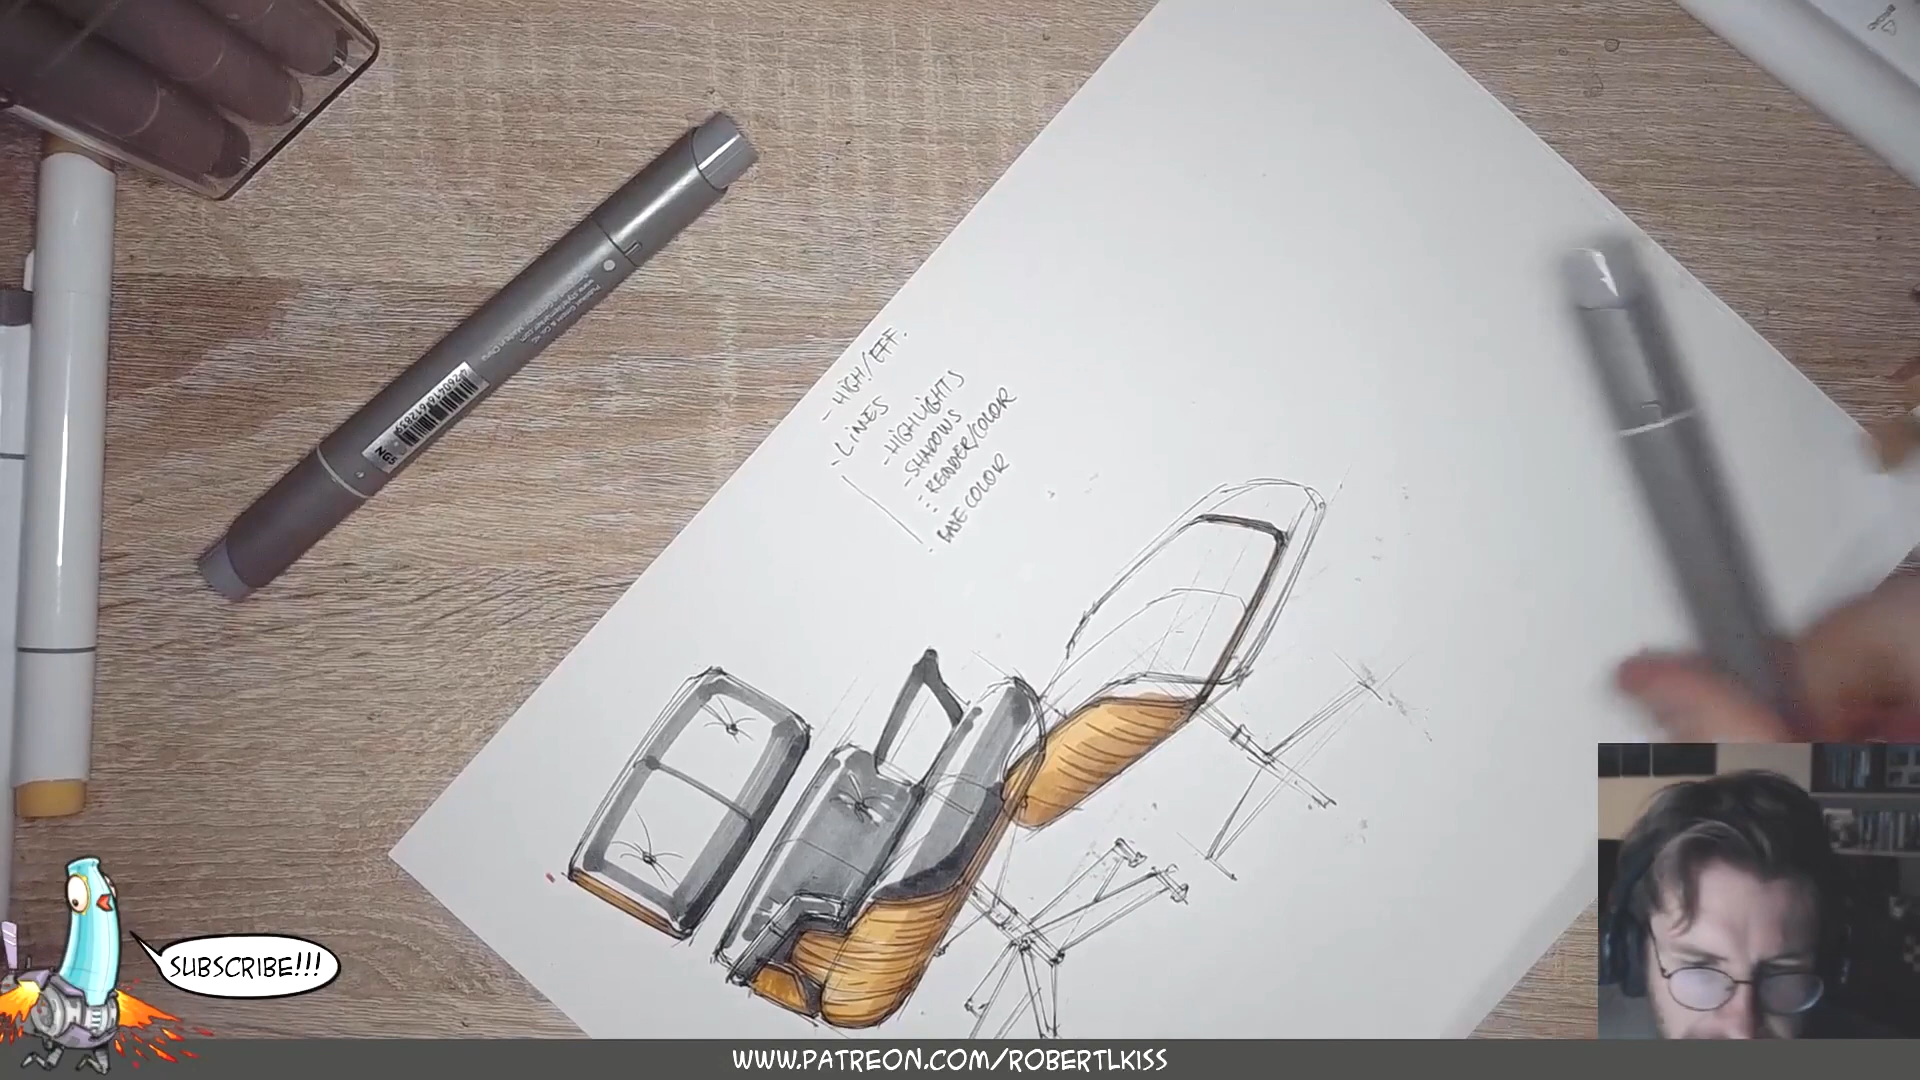 - HIGH/EFF.
- LINES
- HIGHLIGHTS
- SHADOWS
- RENDER/COLOR
BASE COLOR
NG5
SUBSCRIBE!!!
WWW.PATREON.COM/ROBERTLKISS